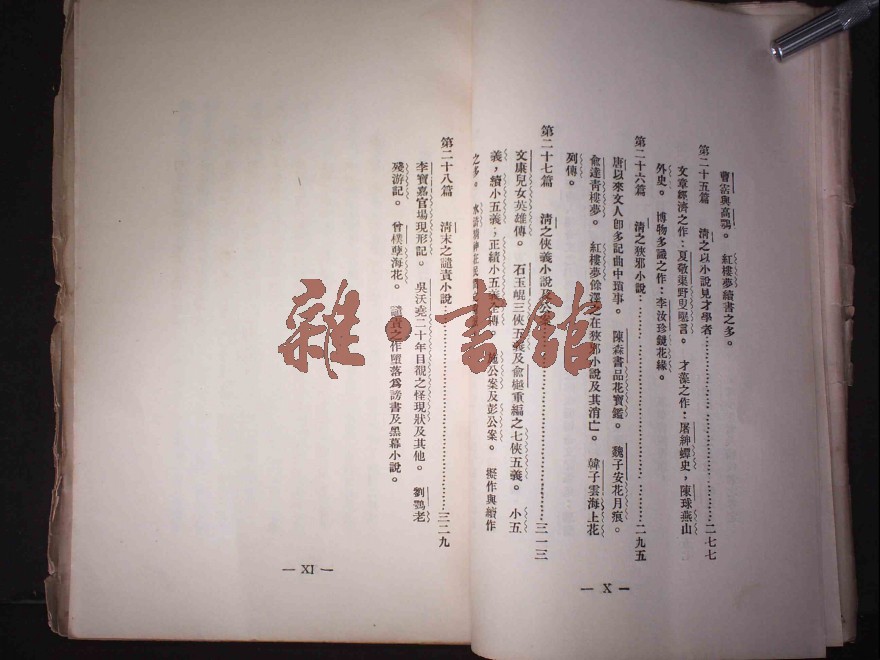 曹霑與高鶚。 紅樓夢續書之多。
第二十五篇 清之以小說見才學者……………二七七
文章經濟之作:夏敬渠野叟曝言。 才藻之作:屠紳蟫史,陳球燕山
外史。 博物多識之作:李汝珍鏡花緣。
第二十六篇 清之狹邪小說……………二九五
唐以來文人即多記曲中瑣事。 陳森書品花寶鑑。 魏子安花月痕。
俞達青樓夢。 紅樓夢餘澤之在狹邪小說及其消亡。 韓子雲海上花
列傳。
第二十七篇 清之俠義小說及公案……………三一三
文康兒女英雄傳。 石玉崐三俠五義及俞樾重編之七俠五義。 小五
義,續小五義;正續小五義全傳。 公案及彭公案。 擬作與續作
之多。
— X —
第二十八篇 清末之譴責小說……………三二九
李寶嘉官場現形記。 吳沃堯二十年目覩之怪現狀及其他。 劉鶚老
殘游記。 曾樸孽海花。 譴責之作墮落爲謗書及黑幕小說。
— XI —
雜·書館